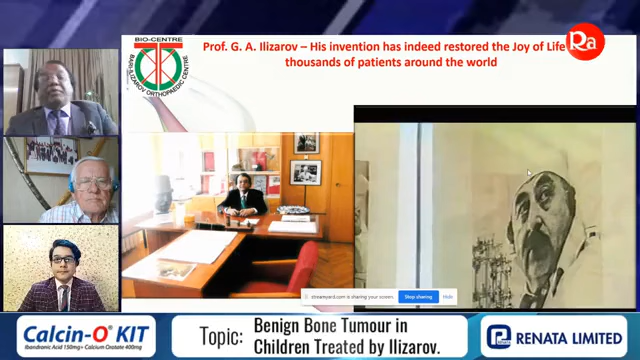 BIO-CENTRE
BARI-ILIZAROV ORTHOPAEDIC CENTRE
Prof. G. A. Ilizarov – His invention has indeed restored the Joy of Life
thousands of patients around the world
Ra
streamyard.com is sharing your screen.
Stop sharing
Hide
Calcin-O® KIT
Ibandronic Acid 150mg + Calcium Orotate 400mg
Topic:
Benign Bone Tumour in
Children Treated by Ilizarov.
RENATA LIMITED